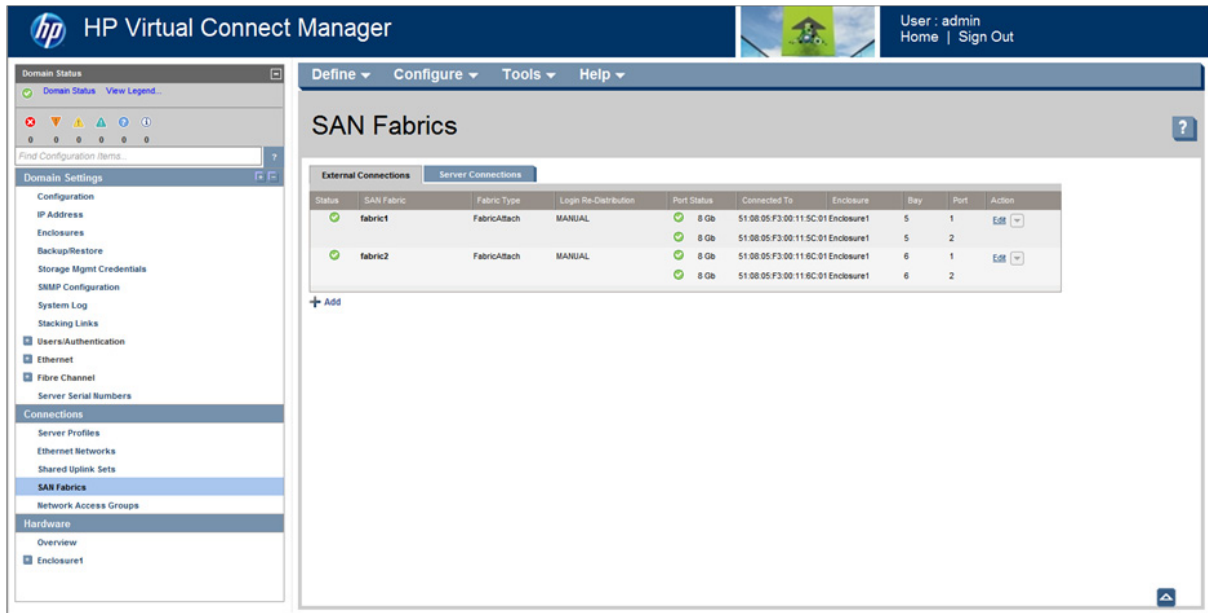 hp HP Virtual Connect Manager
User : admin
Home | Sign Out
Domain Status
Domain Status View Legend...
0 0 0 0 0 0
Find Configuration Items... ?
Domain Settings
Configuration
IP Address
Enclosures
Backup/Restore
Storage Mgmt Credentials
SNMP Configuration
System Log
Stacking Links
Users/Authentication
Ethernet
Fibre Channel
Server Serial Numbers
Connections
Server Profiles
Ethernet Networks
Shared Uplink Sets
SAN Fabrics
Network Access Groups
Hardware
Overview
Enclosure1
Define Configure Tools Help
SAN Fabrics
?
External Connections Server Connections
Status SAN Fabric Fabric Type Login Re-Distribution Port Status Connected To Enclosure Bay Port Action
fabric1 FabricAttach MANUAL 8 Gb 51:08:05:F3:00:11:5C:01 Enclosure1 5 1 Edit
8 Gb 51:08:05:F3:00:11:5C:01 Enclosure1 5 2
fabric2 FabricAttach MANUAL 8 Gb 51:08:05:F3:00:11:6C:01 Enclosure1 6 1 Edit
8 Gb 51:08:05:F3:00:11:6C:01 Enclosure1 6 2
Add